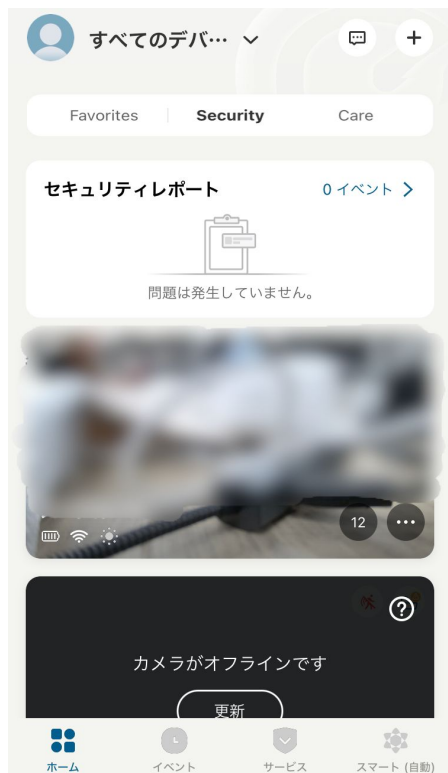 すべてのデバ…
Favorites
Security
Care
セキュリティレポート
0 イベント
問題は発生していません。
12
カメラがオフラインです
更新
ホーム
イベント
サービス
スマート (自動)